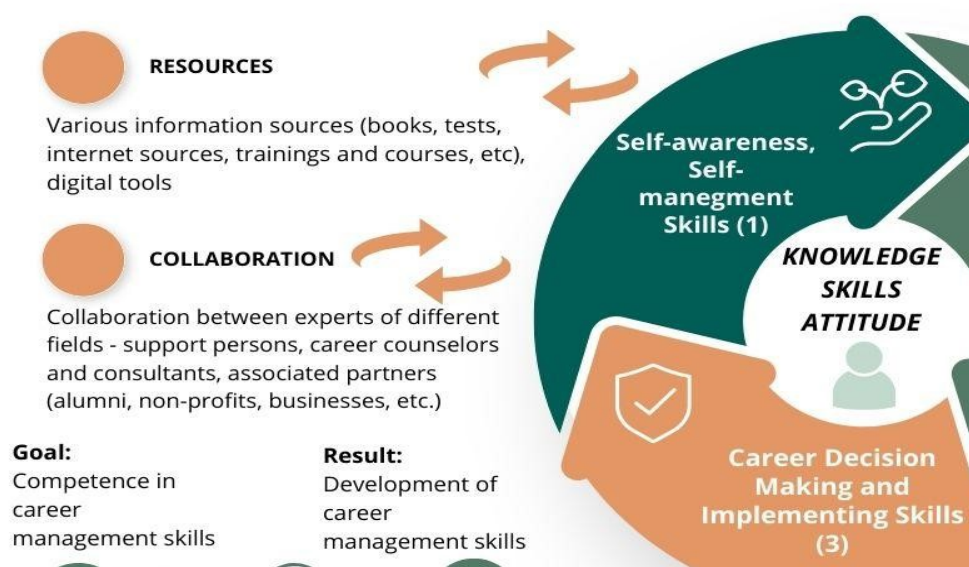 RESOURCES
Various information sources (books, tests,
internet sources, trainings and courses, etc),
digital tools
COLLABORATION
Collaboration between experts of different
fields - support persons, career counselors
and consultants, associated partners
(alumni, non-profits, businesses, etc.)
Goal:
Competence in
career
management skills
Result:
Development of
career
management skills
Self-awareness,
Self-
manegment
Skills (1)
KNOWLEDGE
SKILLS
ATTITUDE
Career Decision
Making and
Implementing Skills
(3)